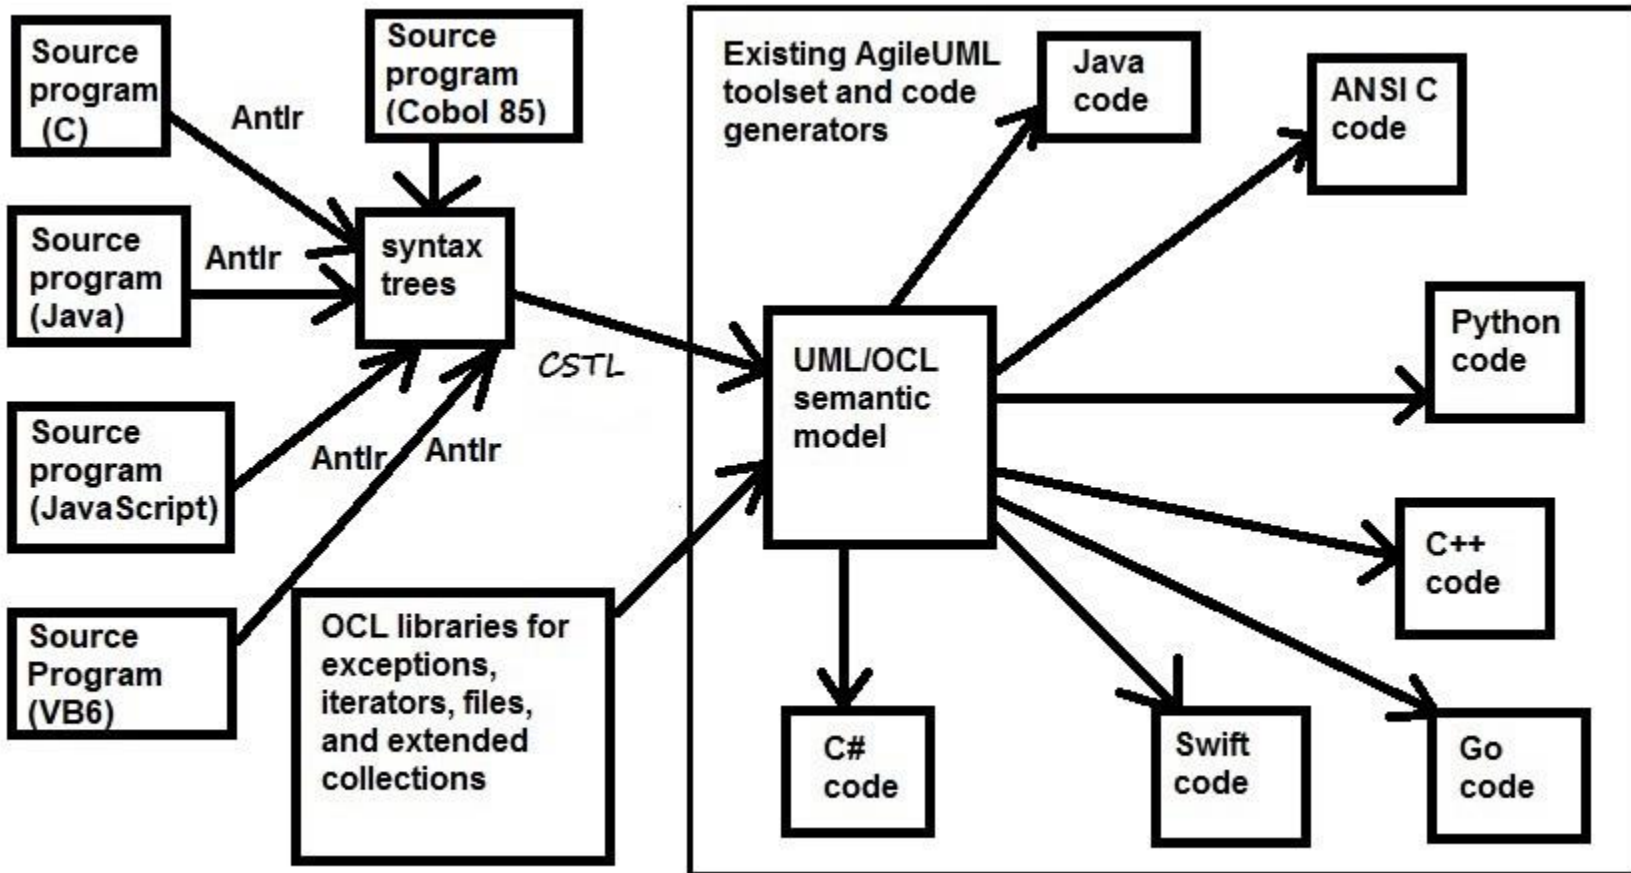 Source
program
(C)
Antlr
Source
program
(Cobol 85)
Existing AgileUML
toolset and code
generators
Java
code
ANSI C
code
Source
program
(Java)
Antlr
syntax
trees
CSTL
UML/OCL
semantic
model
Python
code
Source
program
(JavaScript)
Antlr
Antlr
C++
code
Source
Program
(VB6)
OCL libraries for
exceptions,
iterators, files,
and extended
collections
C#
code
Swift
code
Go
code